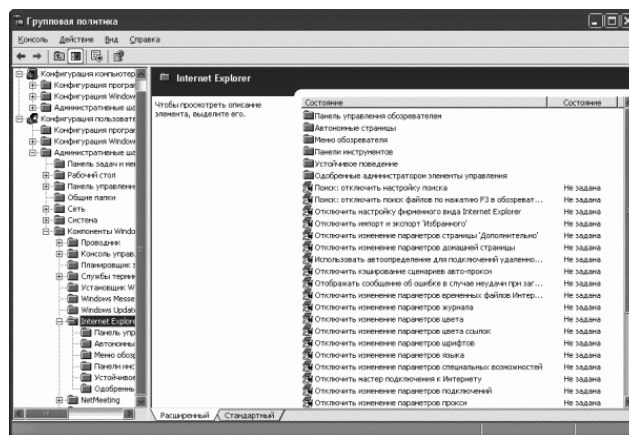 Групповая политика
Консоль Действие Вид Справка
Конфигурация компьютер
Конфигурация програм
Конфигурация Window
Административные ша
Конфигурация пользовате
Конфигурация програм
Конфигурация Window
Административные ша
Панель задач и мен
Рабочий стол
Панель управлени
Общие папки
Сеть
Система
Компоненты Windo
Проводник
Консоль управ
Планировщик з
Службы терми
Установщик W
Windows Messe
Windows Updat
Internet Explore
Панель упр
Автономны
Меню обоз
Панели инс
Устойчивое
Одобренны
NetMeeting
Internet Explorer
Чтобы просмотреть описание
элемента, выделите его.
Состояние Состояние
Панель управления обозревателем
Автономные страницы
Меню обозревателя
Панели инструментов
Устойчивое поведение
Одобренные администратором элементы управления
Поиск: отключить настройку поиска Не задана
Поиск: отключить поиск файлов по нажатию F3 в обозреват... Не задана
Отключить настройку фирменного вида Internet Explorer Не задана
Отключить импорт и экспорт 'Избранного' Не задана
Отключить изменение параметров страницы 'Дополнительно' Не задана
Отключить изменение параметров домашней страницы Не задана
Использовать автоопределение для подключений удаленно... Не задана
Отключить кэширование сценариев авто-прокси Не задана
Отображать сообщение об ошибке в случае неудачи при заг... Не задана
Отключить изменение параметров временных файлов Интер... Не задана
Отключить изменение параметров журнала Не задана
Отключить изменение параметров цвета Не задана
Отключить изменение параметров цвета ссылок Не задана
Отключить изменение параметров шрифтов Не задана
Отключить изменение параметров языка Не задана
Отключить изменение параметров специальных возможностей Не задана
Отключить мастер подключения к Интернету Не задана
Отключить изменение параметров подключений Не задана
Отключить изменение параметров прокси Не задана
Расширенный Стандартный